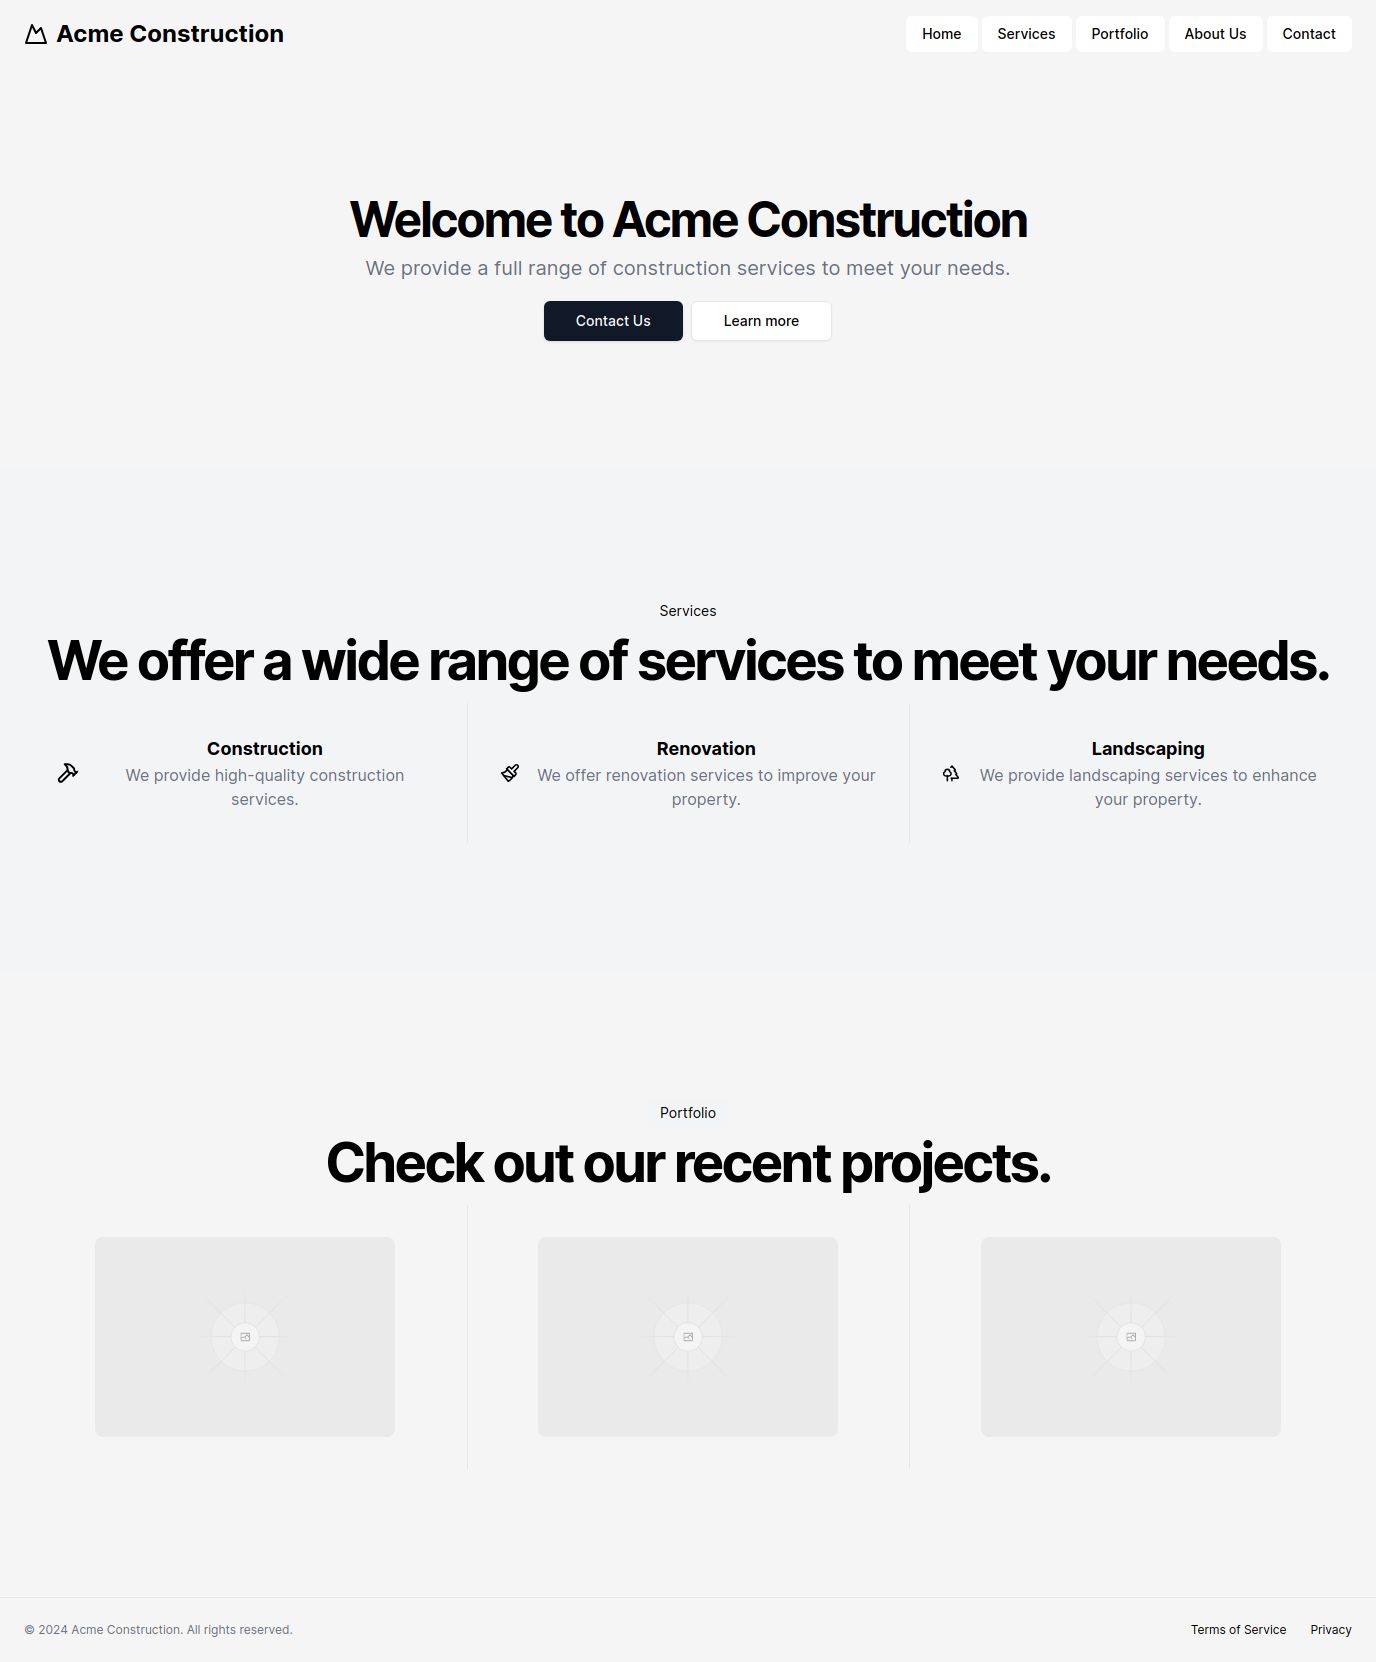 Acme Construction
Home
Services
Portfolio
About Us
Contact
Welcome to Acme Construction
We provide a full range of construction services to meet your needs.
Contact Us
Learn more
Services
We offer a wide range of services to meet your needs.
Construction
We provide high-quality construction
services.
Renovation
We offer renovation services to improve your
property.
Landscaping
We provide landscaping services to enhance
your property.
Portfolio
Check out our recent projects.
© 2024 Acme Construction. All rights reserved.
Terms of Service
Privacy